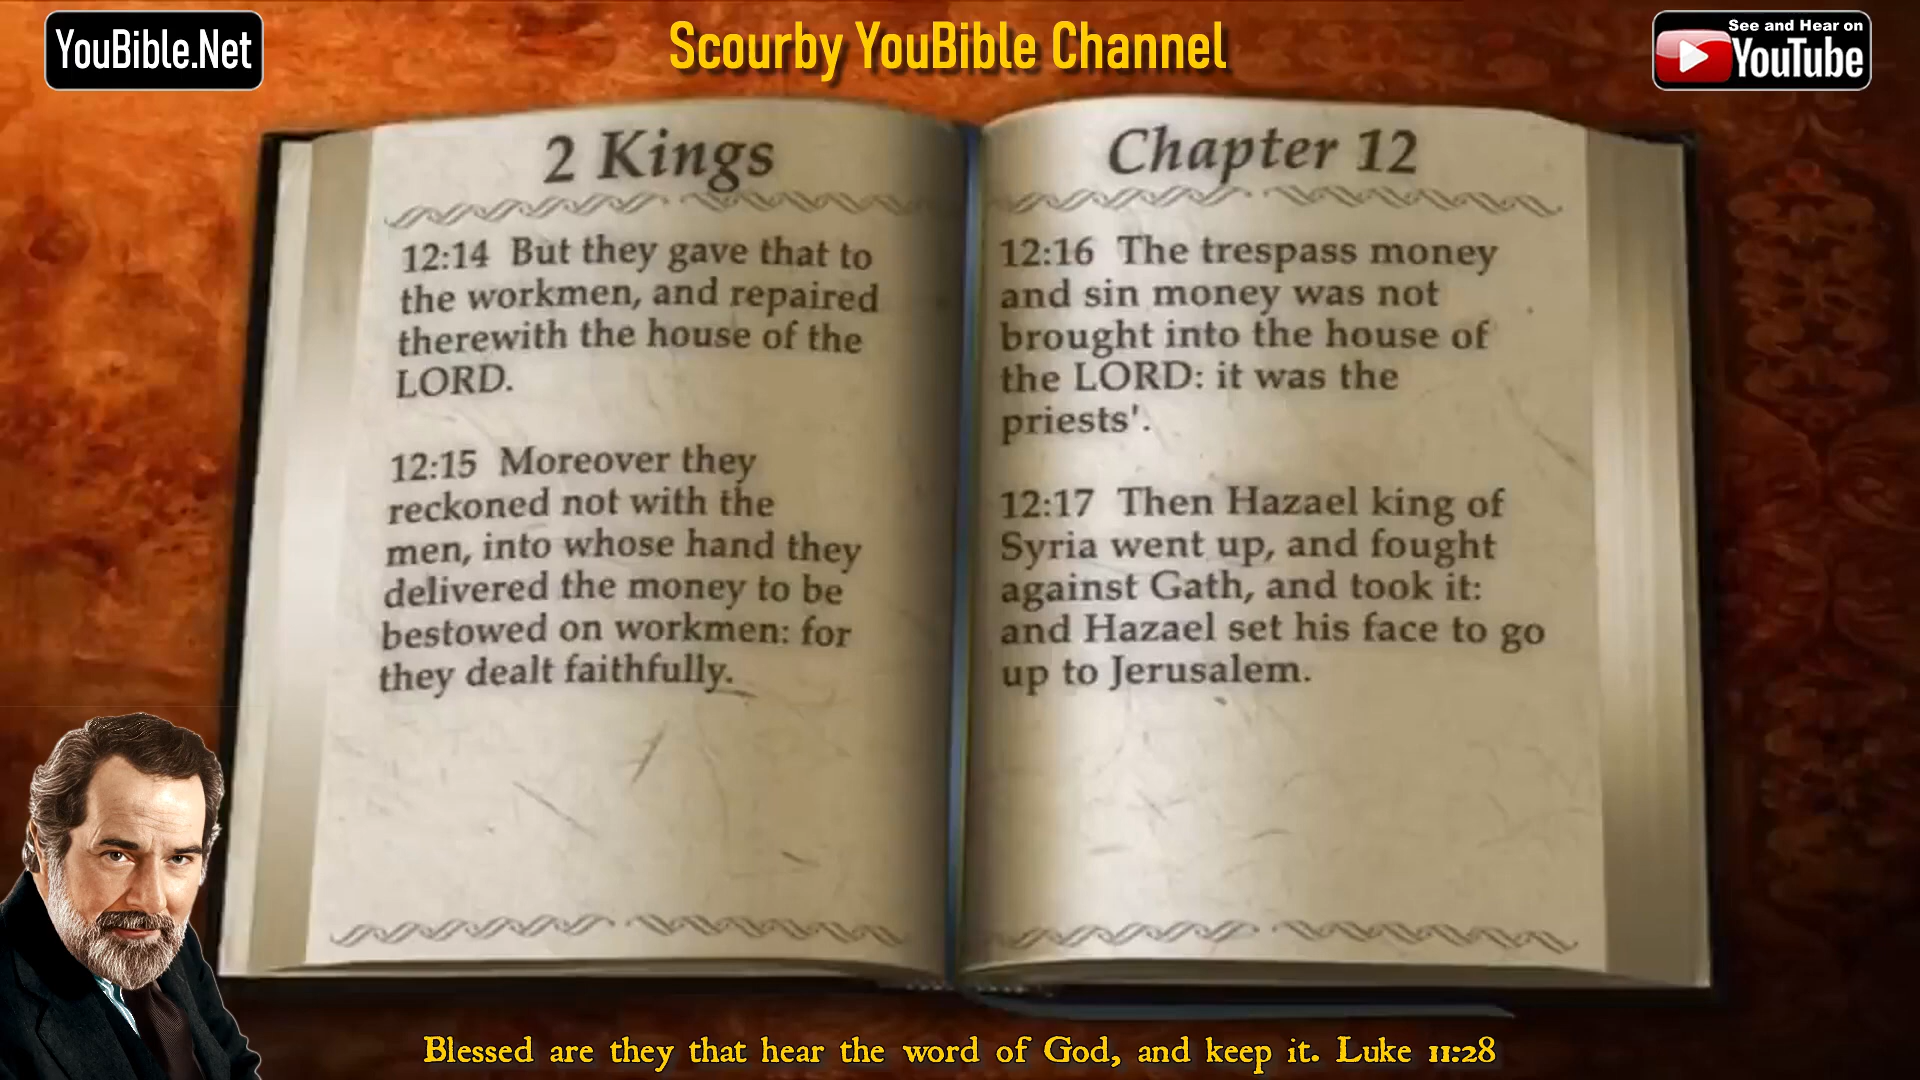 YouBible.Net
Scourby YouBible Channel
See and Hear on
YouTube
2 Kings
12:14 But they gave that to
the workmen, and repaired
therewith the house of the
LORD.
12:15 Moreover they
reckoned not with the
men, into whose hand they
delivered the money to be
bestowed on workmen: for
they dealt faithfully.
Chapter 12
12:16 The trespass money
and sin money was not
brought into the house of
the LORD: it was the
priests'.
12:17 Then Hazael king of
Syria went up, and fought
against Gath, and took it:
and Hazael set his face to go
up to Jerusalem.
Blessed are they that hear the word of God, and keep it. Luke 11:28